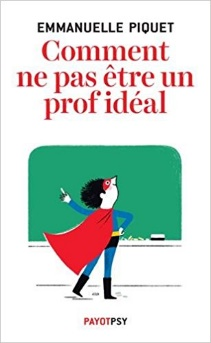 EMMANUELLE PIQUET
Comment
ne pas être un
prof idéal
PAYOTPSY